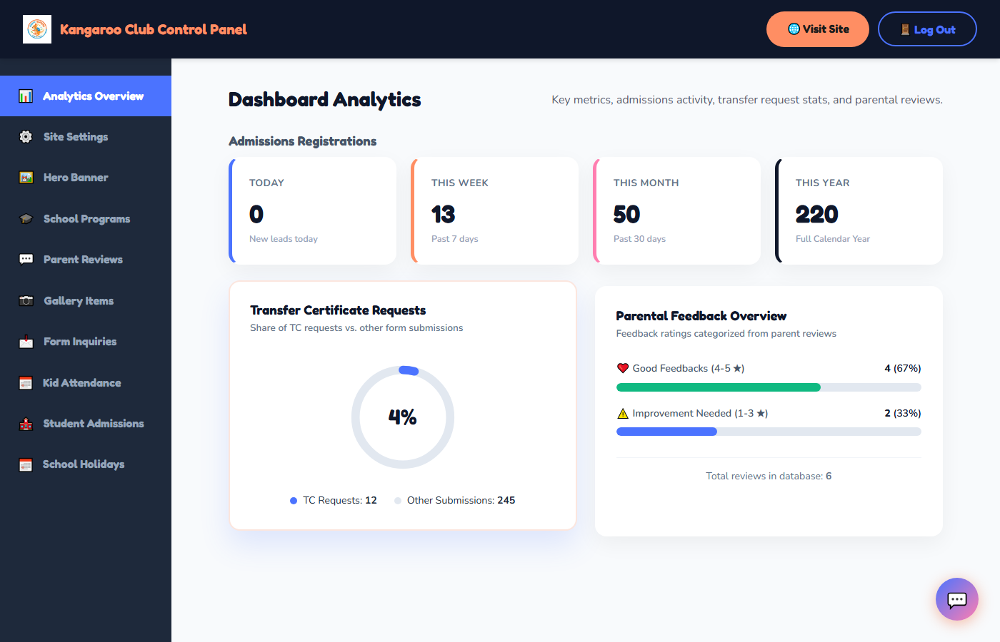 Kangaroo Club Control Panel
Visit Site
Log Out
Analytics Overview
Site Settings
Hero Banner
School Programs
Parent Reviews
Gallery Items
Form Inquiries
Kid Attendance
Student Admissions
School Holidays
Dashboard Analytics
Key metrics, admissions activity, transfer request stats, and parental reviews.
Admissions Registrations
TODAY
0
New leads today
THIS WEEK
13
Past 7 days
THIS MONTH
50
Past 30 days
THIS YEAR
220
Full Calendar Year
Transfer Certificate Requests
Share of TC requests vs. other form submissions
4%
TC Requests: 12
Other Submissions: 245
Parental Feedback Overview
Feedback ratings categorized from parent reviews
Good Feedbacks (4-5 ★)
4 (67%)
Improvement Needed (1-3 ★)
2 (33%)
Total reviews in database: 6